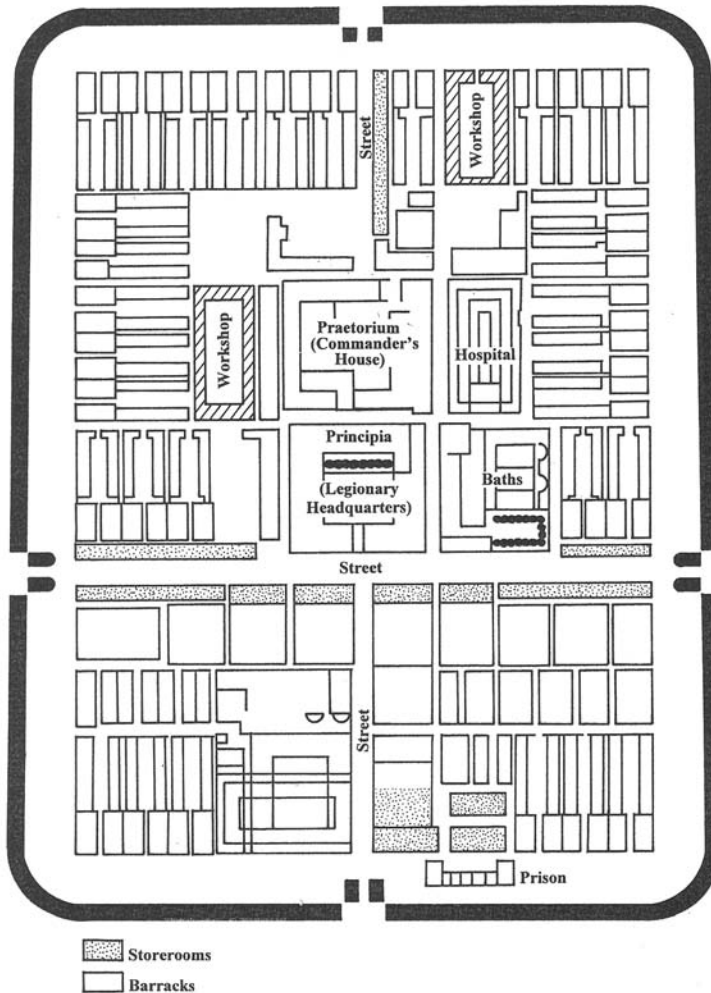 Street
Workshop
Workshop
Praetorium
(Commander's
House)
Hospital
Principia
(Legionary
Headquarters)
Baths
Street
Street
Prison
Storerooms
Barracks